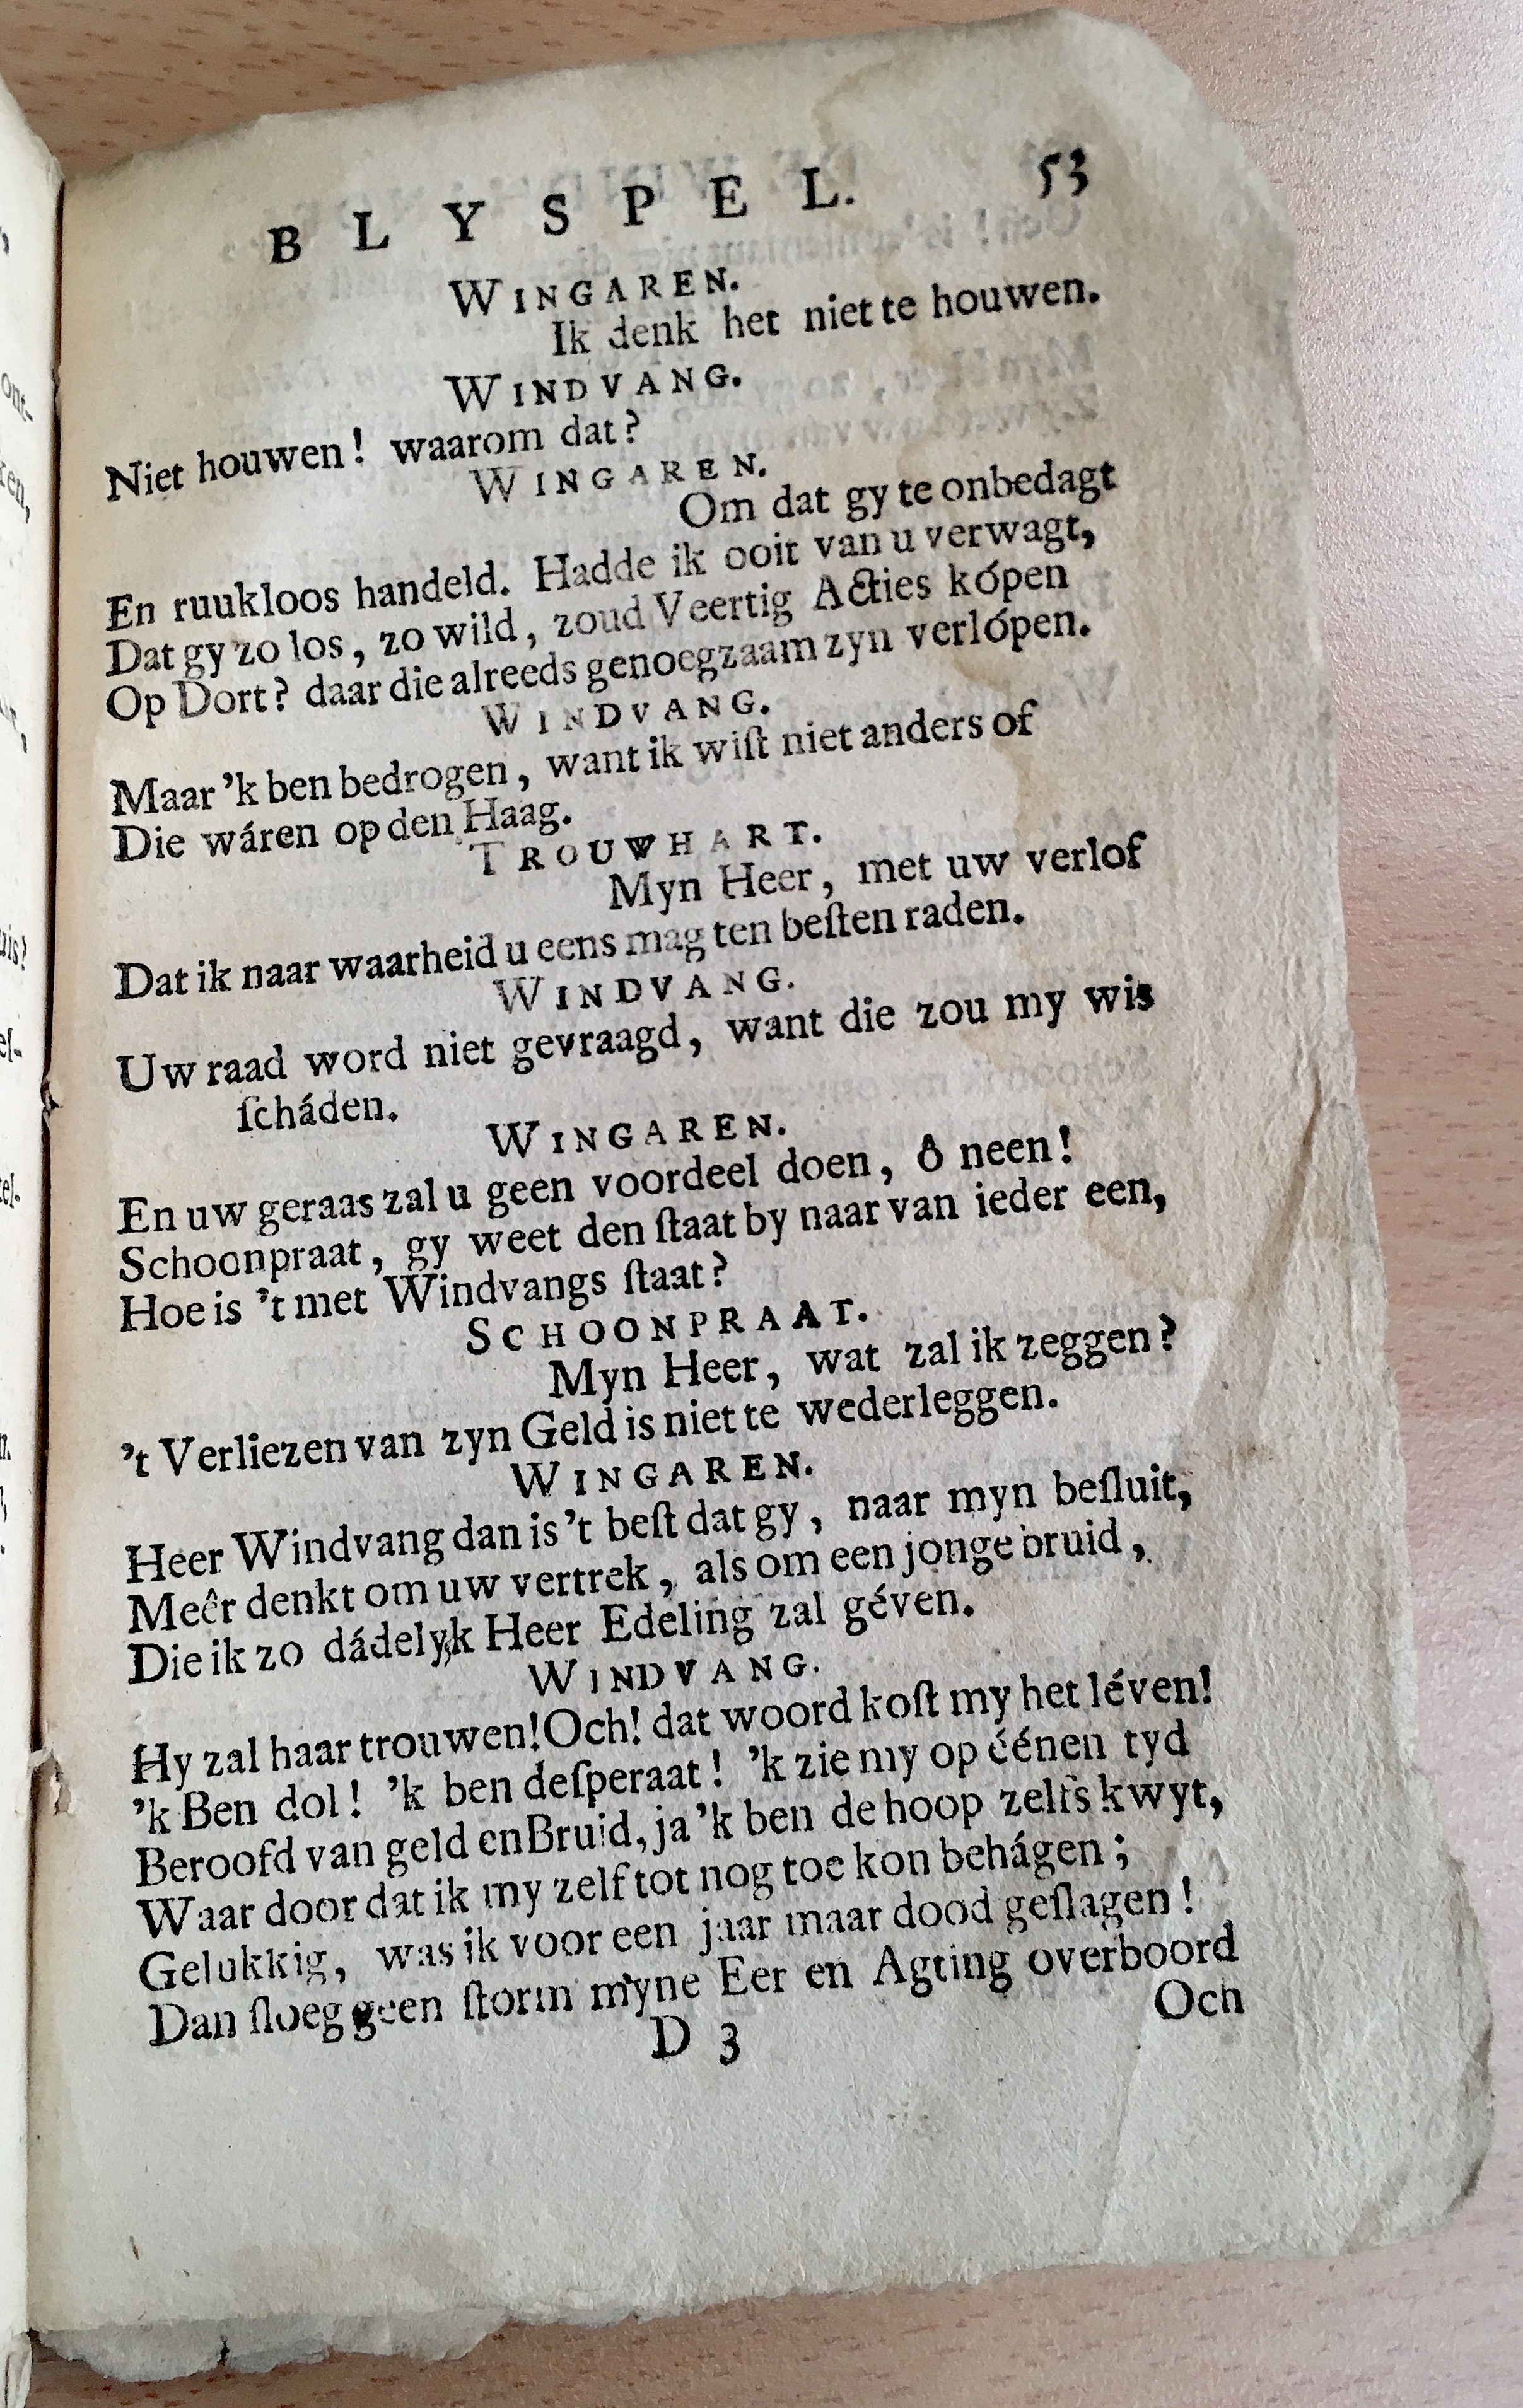 BLYSPEL. 53
WINGAREN.
Ik denk het niet te houwen.
WINDVANG.
Niet houwen! waarom dat?
WINGAREN.
Om dat gy te onbedagt
En ruukloos handeld. Hadde ik ooit van u verwagt,
Dat gy zo los, zo wild, zoud Veertig Acties kópen
Op Dort? daar die alreeds genoegzaam zyn verlópen.
WINDVANG.
Maar 'k ben bedrogen, want ik wiſt niet anders of
Die wáren op den Haag.
TROUWHART.
Myn Heer, met uw verlof
Dat ik naar waarheid u eens mag ten beſten raden.
WINDVANG.
Uw raad word niet gevraagd, want die zou my wis
ſcháden.
WINGAREN.
En uw geraas zal u geen voordeel doen, ô neen!
Schoonpraat, gy weet den ſtaat by naar van ieder een,
Hoe is 't met Windvangs ſtaat?
SCHOONPRAAT.
Myn Heer, wat zal ik zeggen?
't Verliezen van zyn Geld is niet te wederleggen.
WINGAREN.
Heer Windvang dan is 't beſt dat gy, naar myn beſluit,
Meêr denkt om uw vertrek, als om een jonge bruid,
Die ik zo dádelyk Heer Edeling zal géven.
WINDVANG.
Hy zal haar trouwen! Och! dat woord koſt my het léven!
'k Ben dol! 'k ben deſperaat! 'k zie my op éénen tyd
Beroofd van geld en Bruid, ja 'k ben de hoop zelfs kwyt,
Waar door dat ik my zelf tot nog toe kon behágen;
Gelukkig, was ik voor een jaar maar dood geſlagen!
Dan ſloeg geen ſtorm myne Eer en Agting overboord
D 3 Och